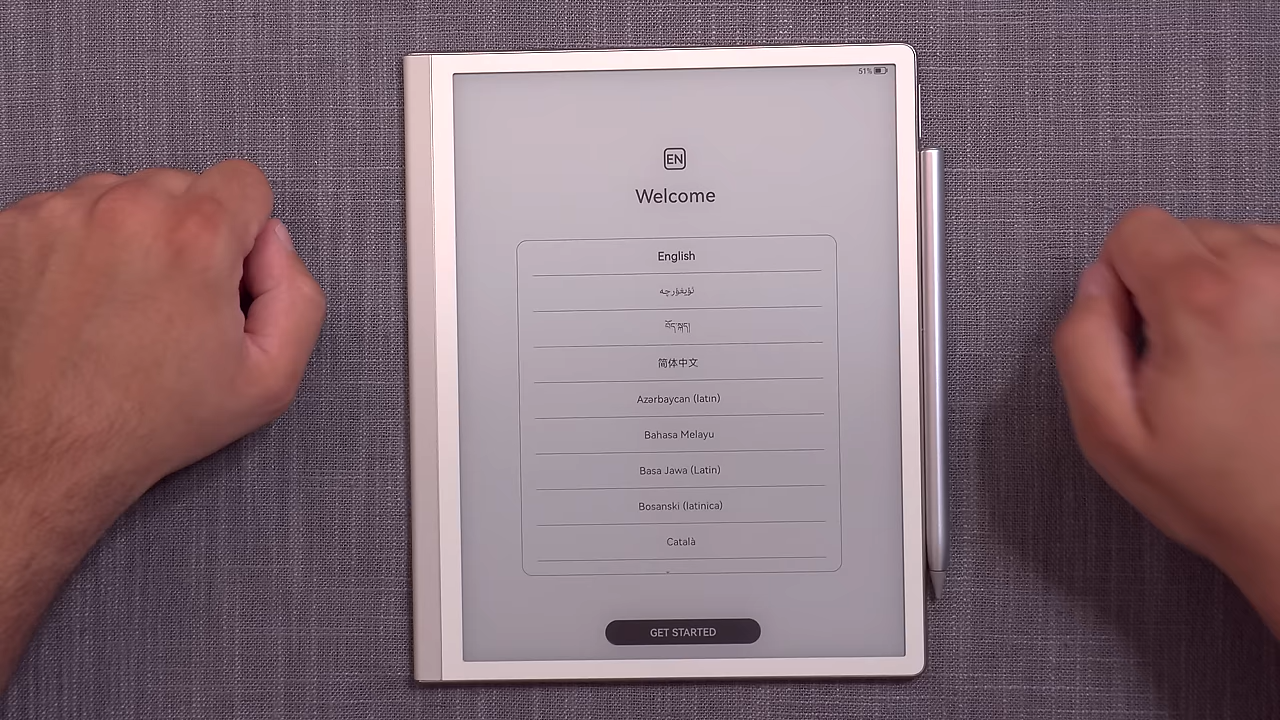 51%
EN
Welcome
English
ئۇيغۇرچە
བོད་སྐད།
简体中文
Azərbaycan (latın)
Bahasa Melayu
Basa Jawa (Latin)
Bosanski (latinica)
Català
GET STARTED